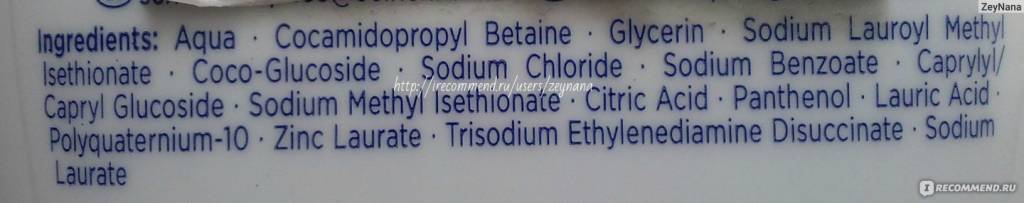 ZeyNana
Ingredients: Aqua · Cocamidopropyl Betaine · Glycerin · Sodium Lauroyl Methyl
Isethionate · Coco-Glucoside · Sodium Chloride · Sodium Benzoate · Caprylyl/
http://irecommend.ru/users/zeynana
Capryl Glucoside · Sodium Methyl Isethionate · Citric Acid · Panthenol · Lauric Acid ·
Polyquaternium-10 · Zinc Laurate · Trisodium Ethylenediamine Disuccinate · Sodium
Laurate
I RECOMMEND.RU